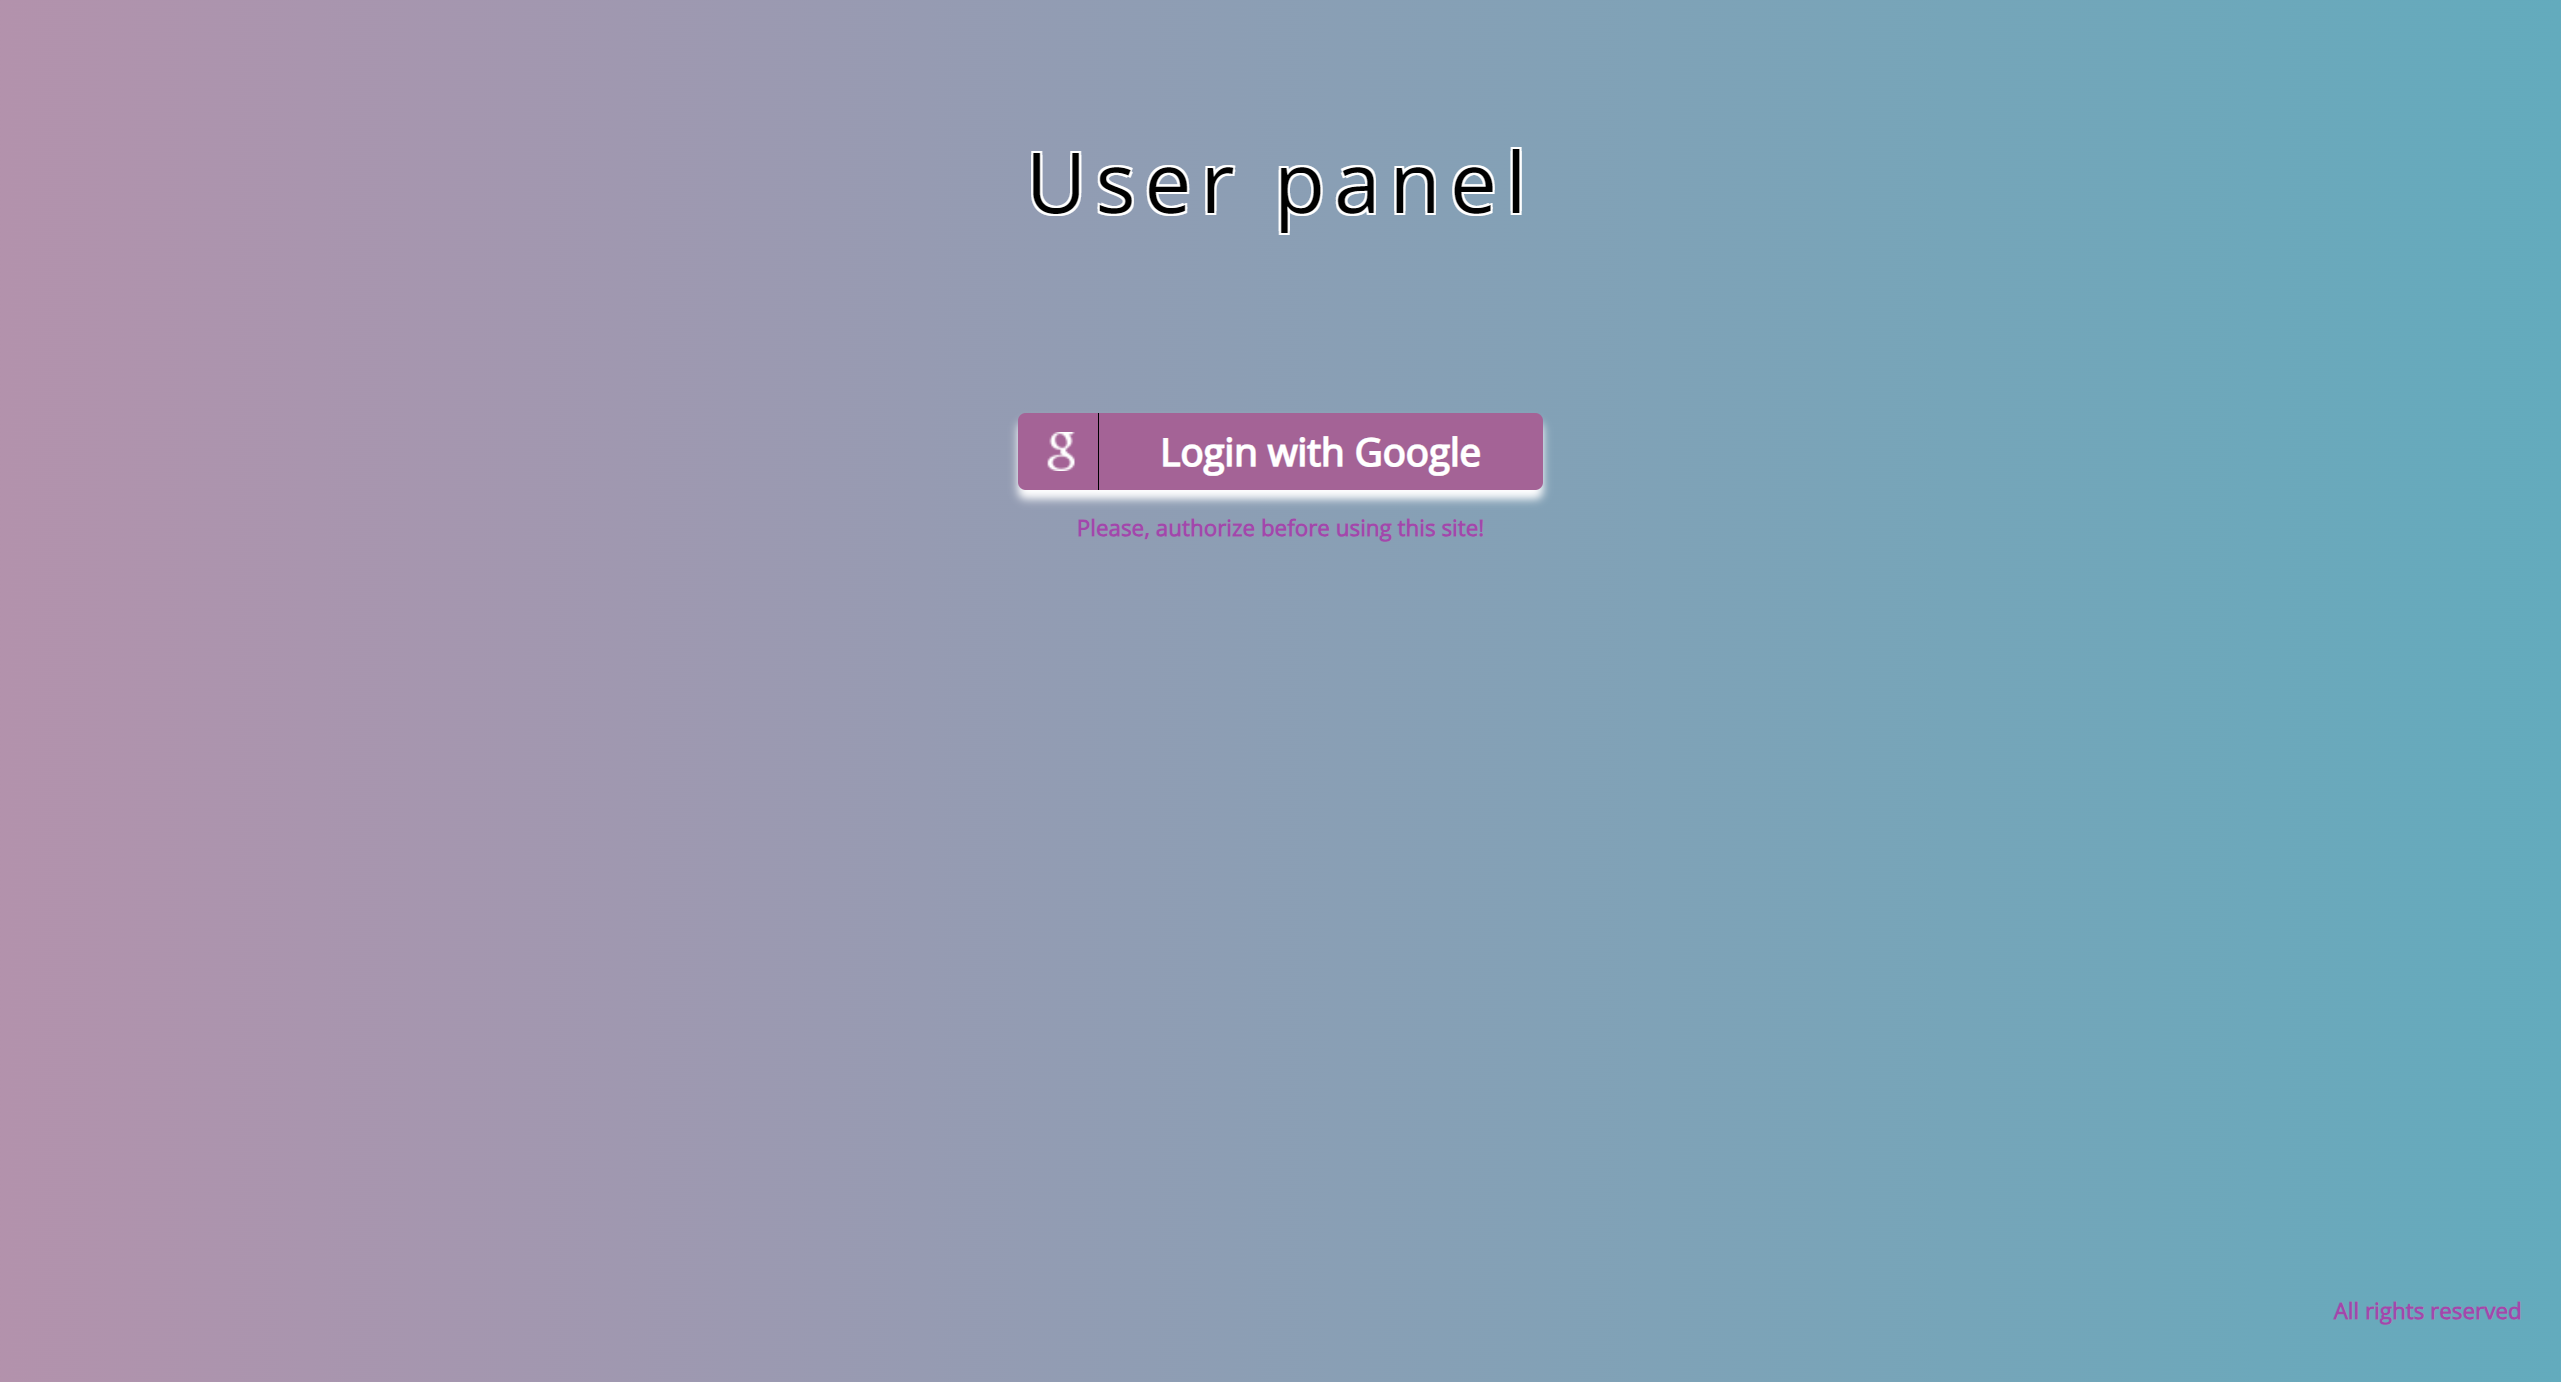 User panel
g Login with Google
Please, authorize before using this site!
All rights reserved